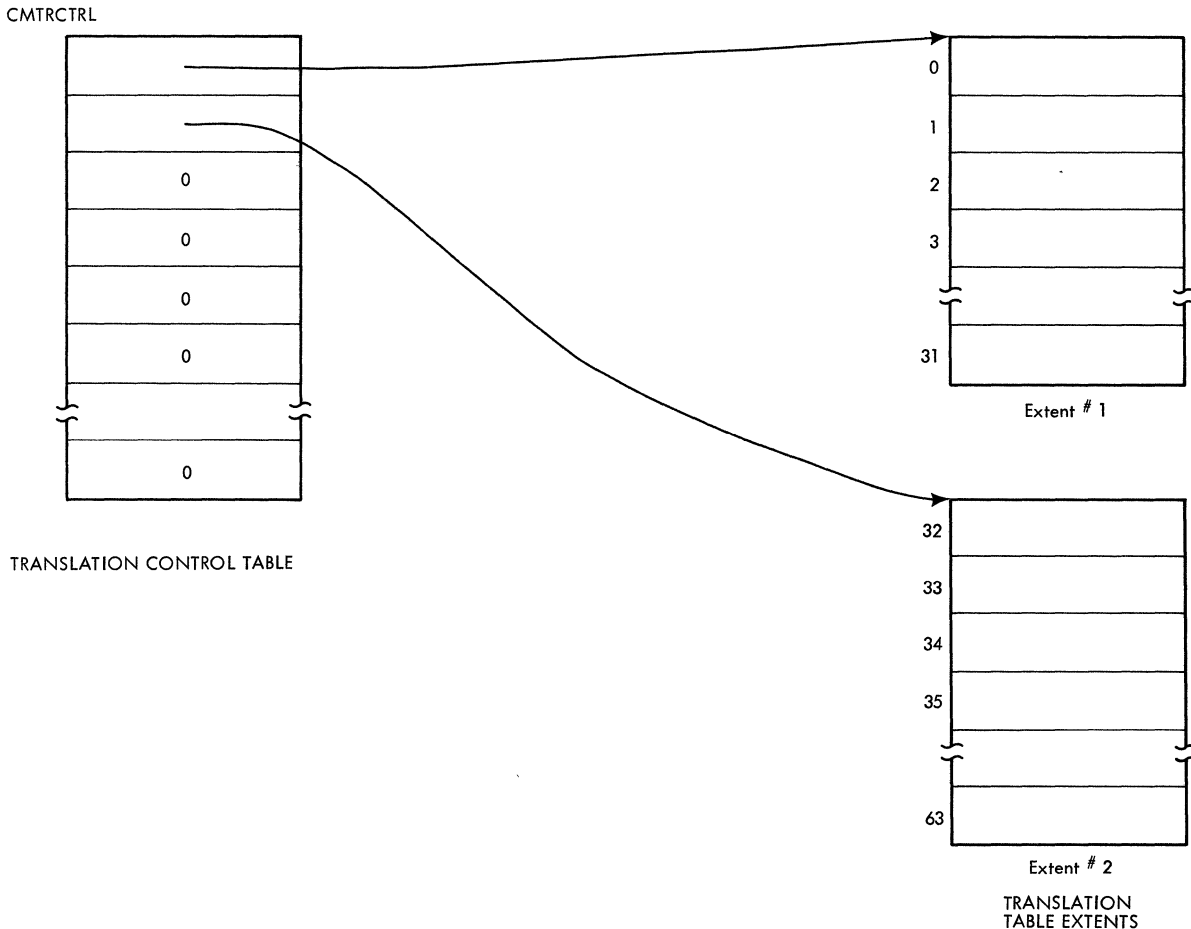 CMTRCTRL
0
0
0
0
0
TRANSLATION CONTROL TABLE
0
1
2
3
31
Extent # 1
32
33
34
35
63
Extent # 2
TRANSLATION
TABLE EXTENTS